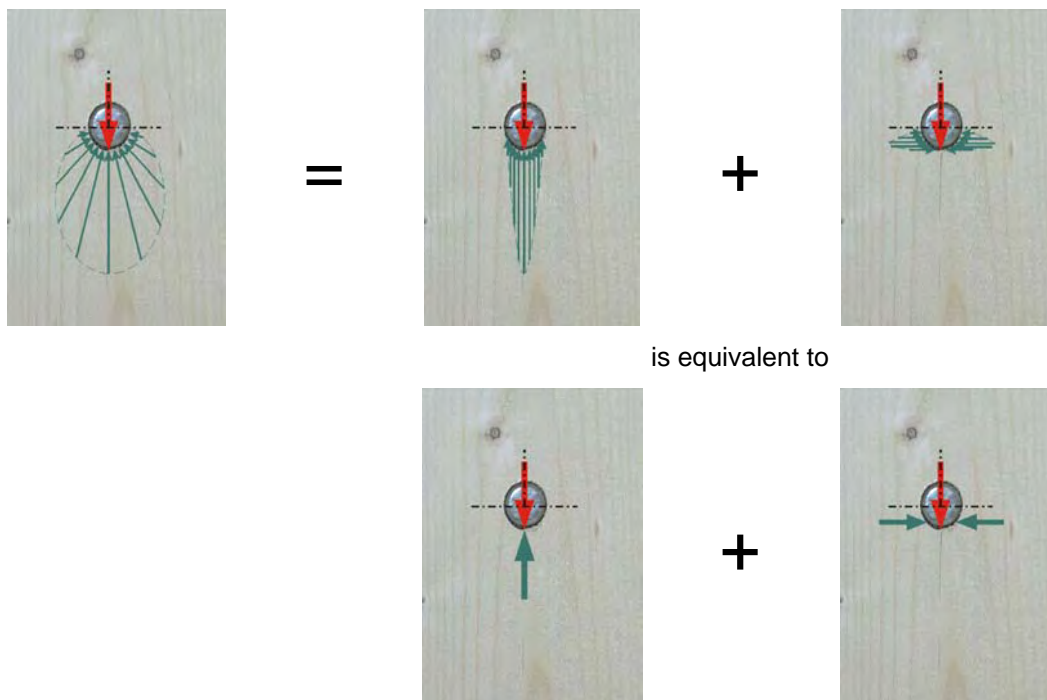 =
+
is equivalent to
+